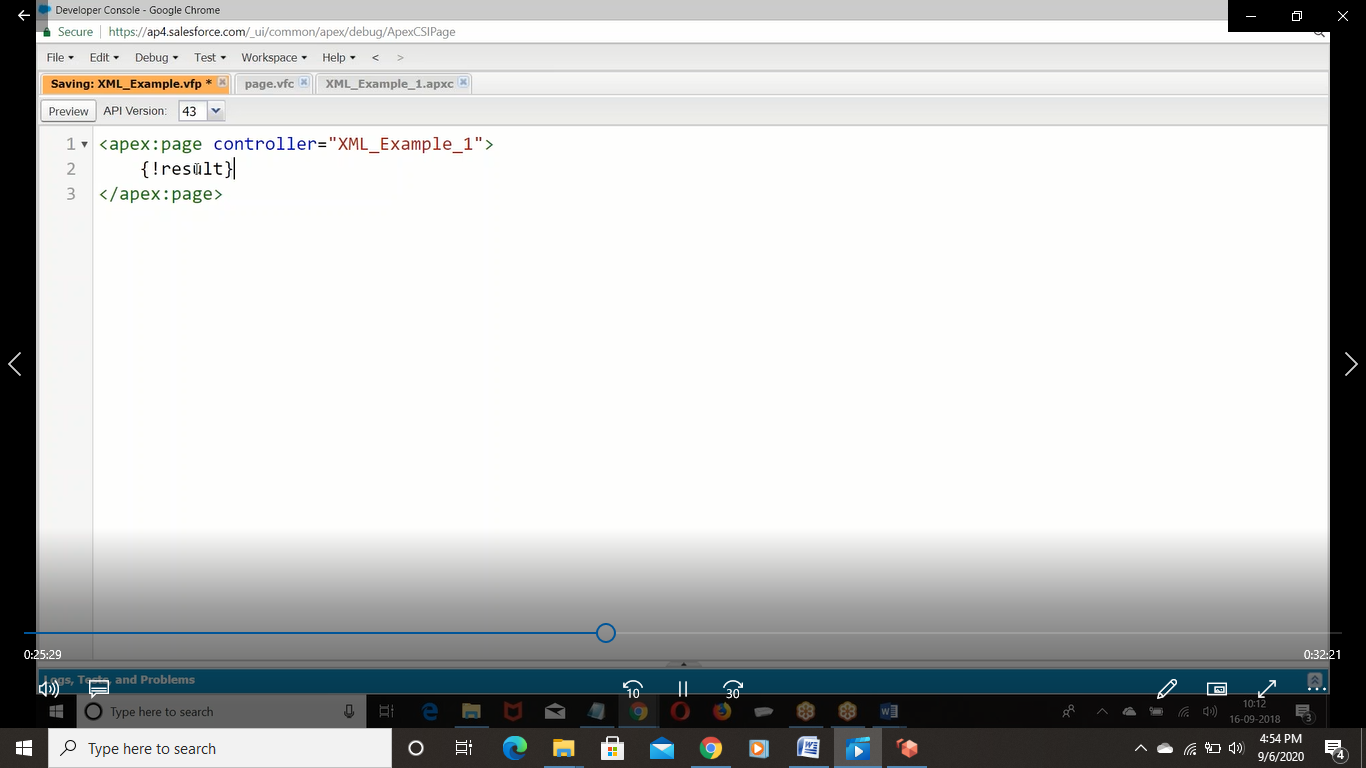 Developer Console - Google Chrome
Secure | https://ap4.salesforce.com/_ui/common/apex/debug/ApexCSIPage
File Edit Debug Test Workspace Help < >
Saving: XML_Example.vfp * page.vfc XML_Example_1.apxc
Preview API Version: 43
1 <apex:page controller="XML_Example_1">
2 {!result}
3 </apex:page>
0:25:29 0:32:21
Logs, Tests, and Problems
10 30
Type here to search
10:12
16-09-2018
3
Type here to search
4:54 PM
9/6/2020
4